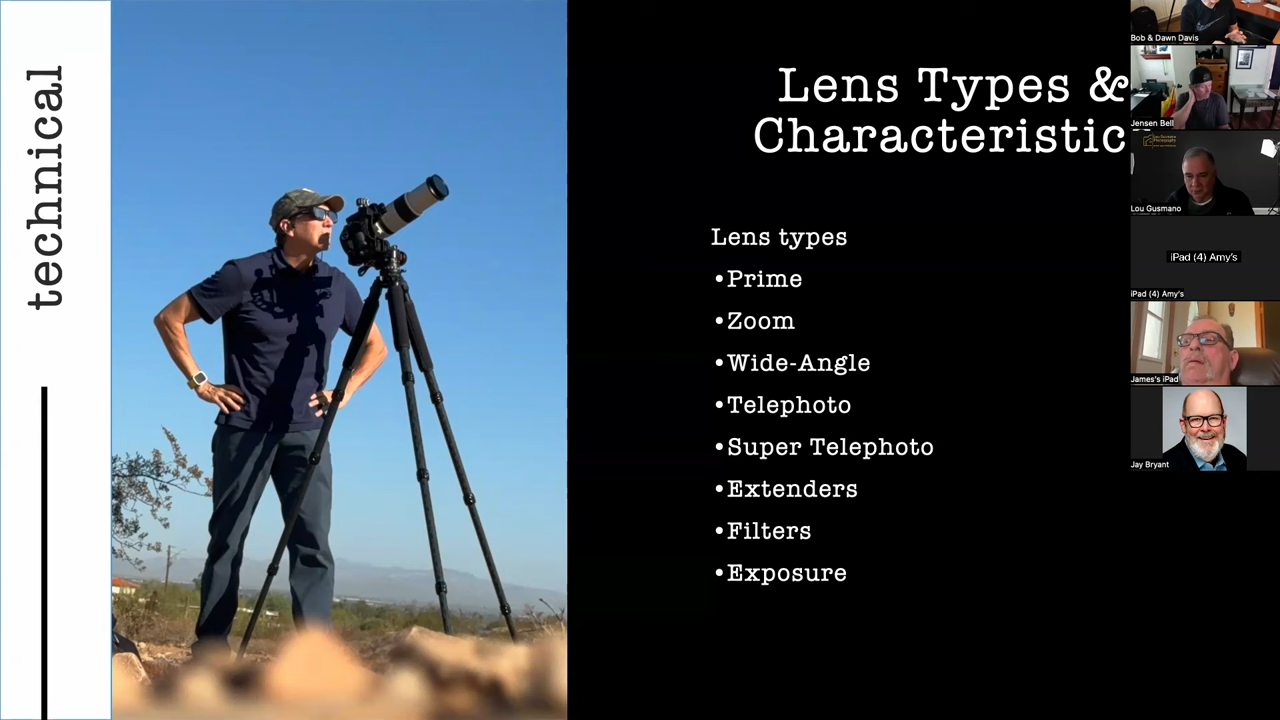 technical
Lens Types &
Characteristic
Lens types
•Prime
•Zoom
•Wide-Angle
•Telephoto
•Super Telephoto
•Extenders
•Filters
•Exposure
Bob & Dawn Davis
Jensen Bell
Lou Gusmano
iPad (4) Amy's
iPad (4) Amy's
James's iPad
Jay Bryant